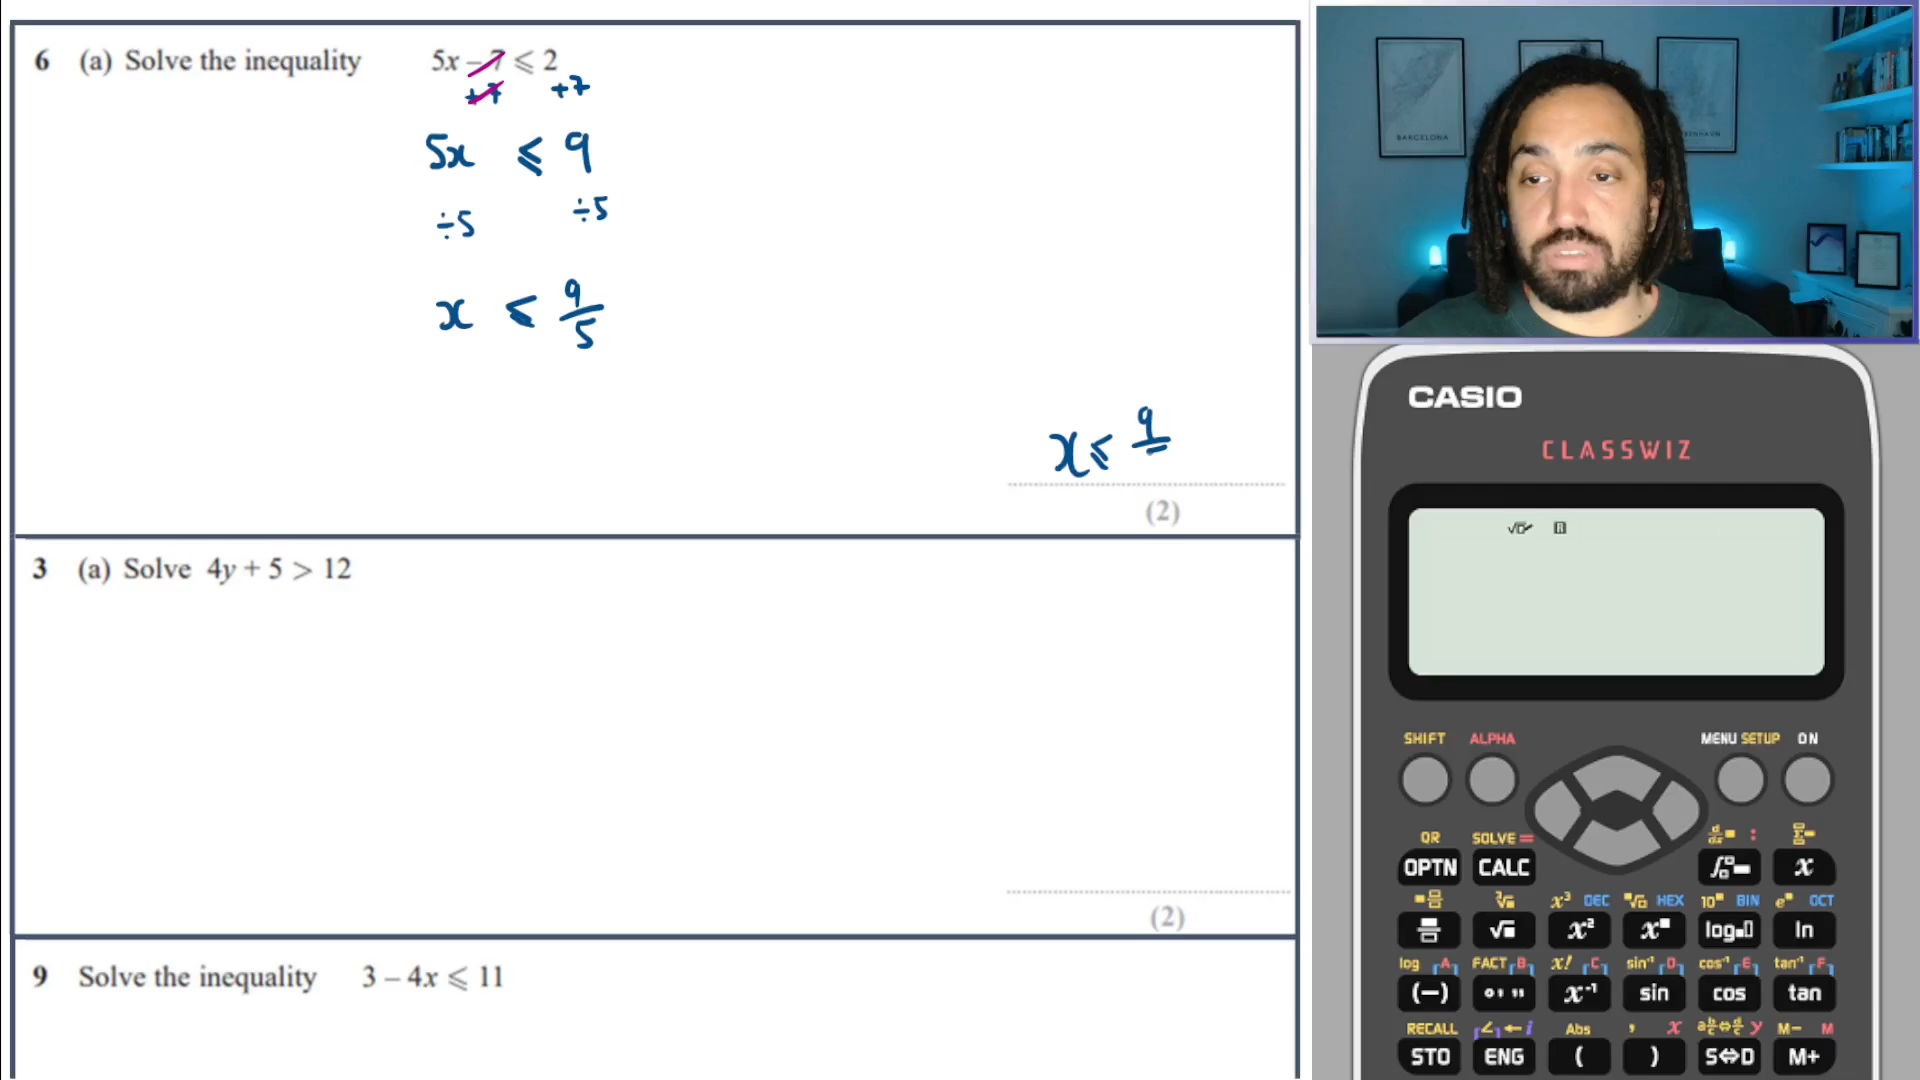 6 (a) Solve the inequality 5x – 7 ⩽ 2
+7 +7
5x ⩽ 9
÷5 ÷5
x ⩽ 9/5
x ⩽ 9
(2)
3 (a) Solve 4y + 5 > 12
(2)
9 Solve the inequality 3 – 4x ⩽ 11
BARCELONA
CASIO
CLASSWIZ
SHIFT ALPHA MENU SETUP ON
QR SOLVE = d/dx■ : Σ
OPTN CALC ∫ x
x³ DEC HEX 10■ BIN e■ OCT
√■ x² x■ log■ ln
log A FACT B x! C sin⁻¹ D cos⁻¹ E tan⁻¹ F
(−) x⁻¹ sin cos tan
RECALL ∠ i Abs , x y M− M
STO ENG ( ) S⇔D M+